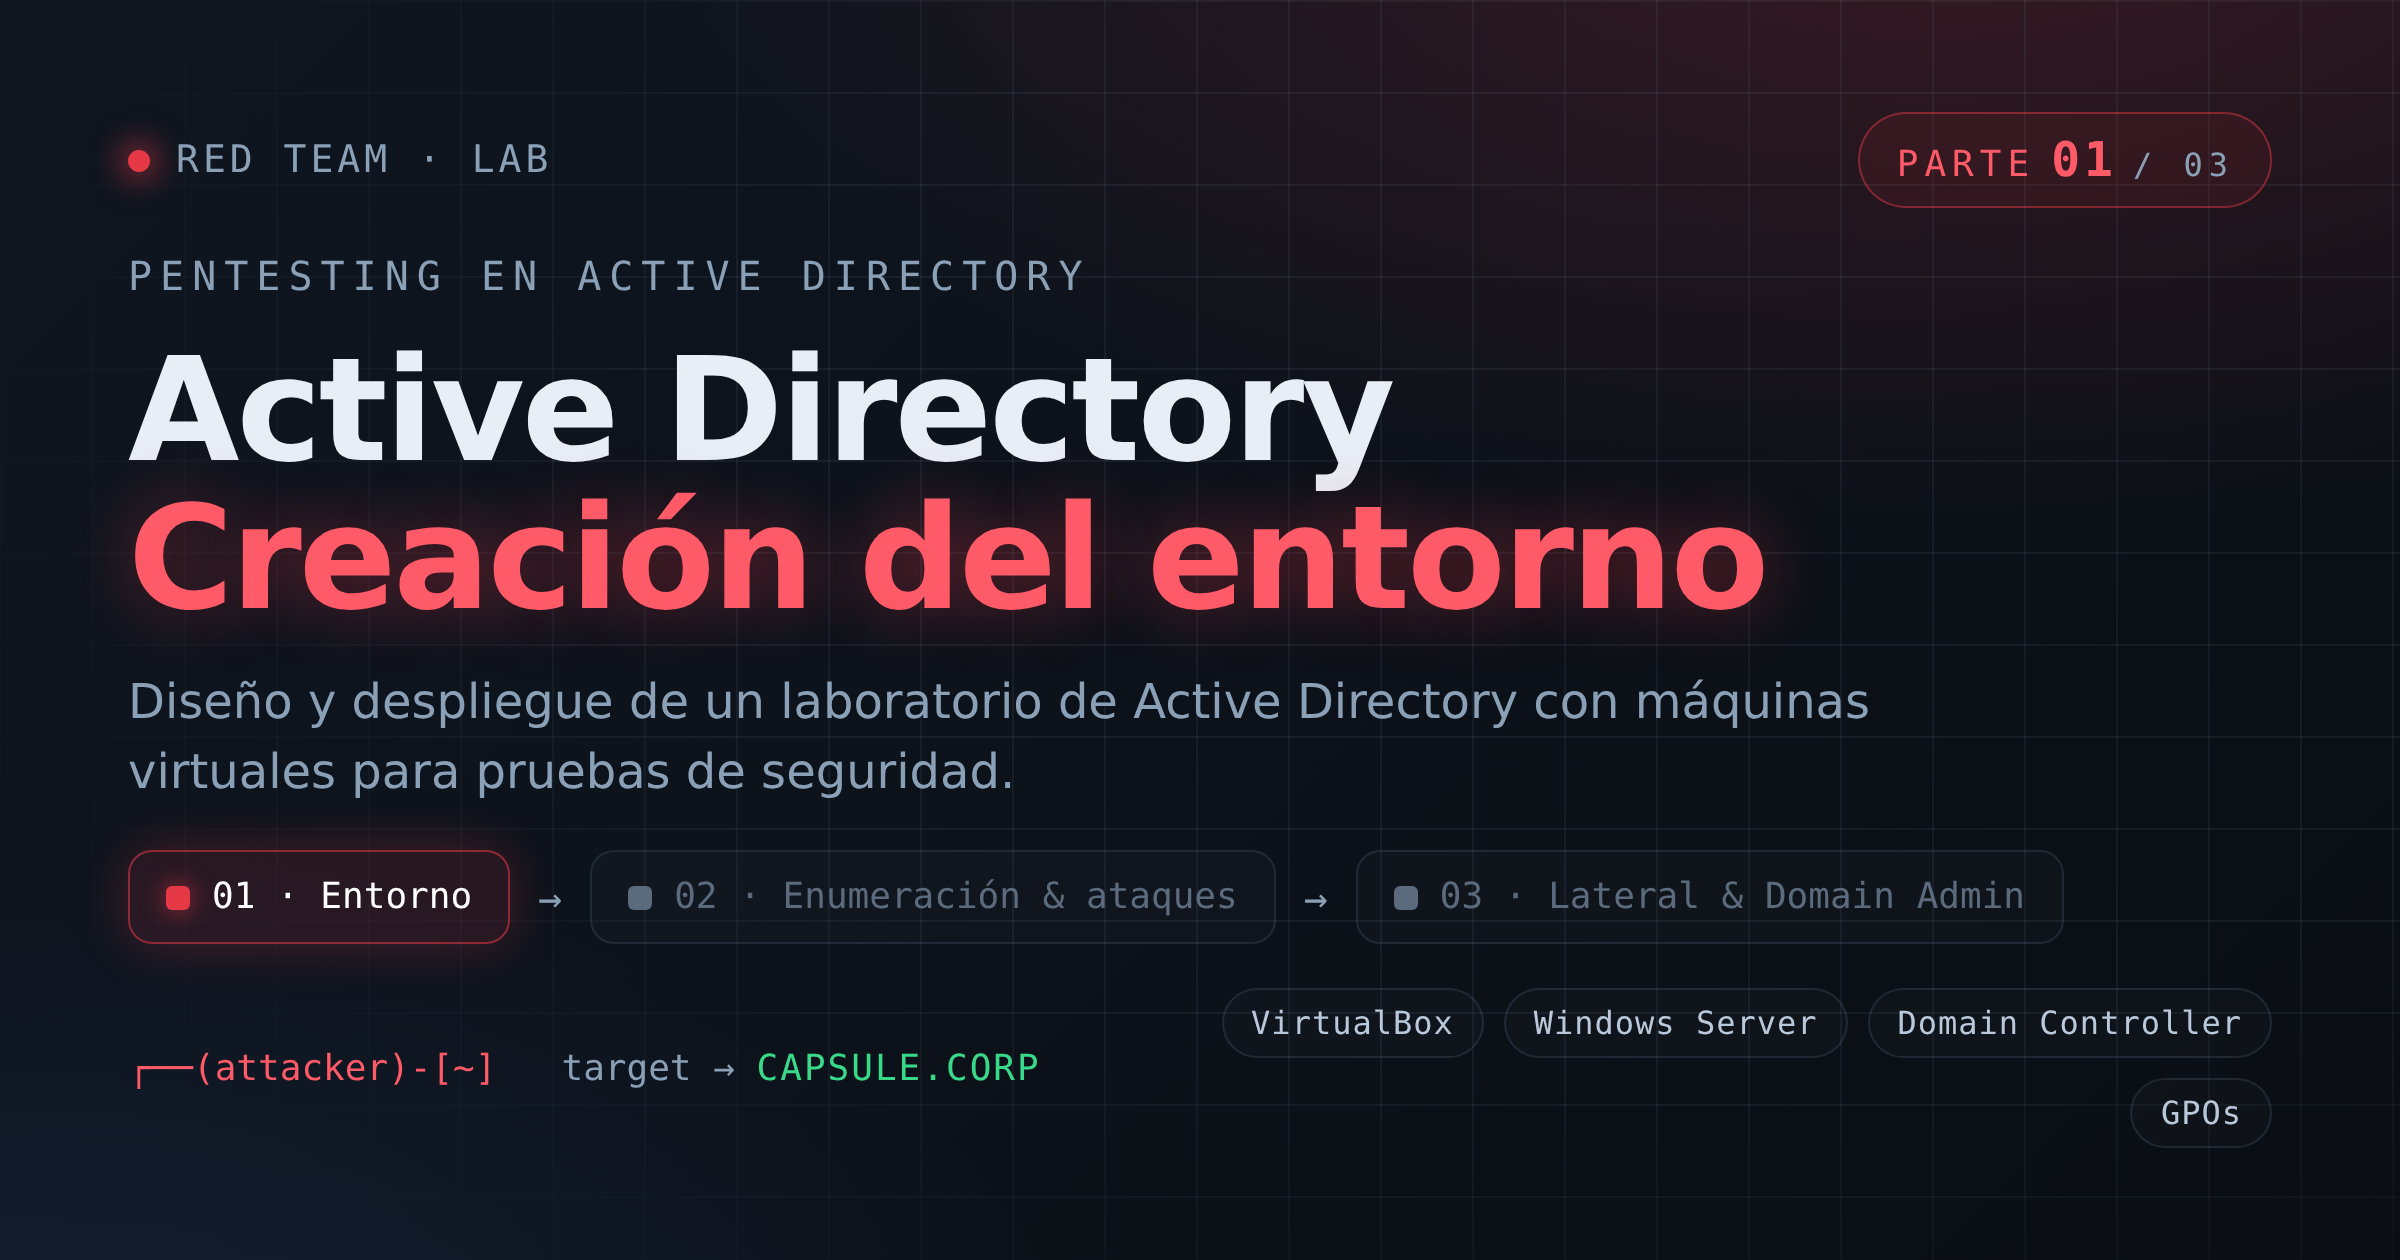 RED TEAM · LAB
PARTE 01 / 03
PENTESTING EN ACTIVE DIRECTORY
Active Directory
Creación del entorno
Diseño y despliegue de un laboratorio de Active Directory con máquinas
virtuales para pruebas de seguridad.
01 · Entorno → 02 · Enumeración & ataques → 03 · Lateral & Domain Admin
VirtualBox Windows Server Domain Controller
┌──(attacker)-[~] target → CAPSULE.CORP
GPOs